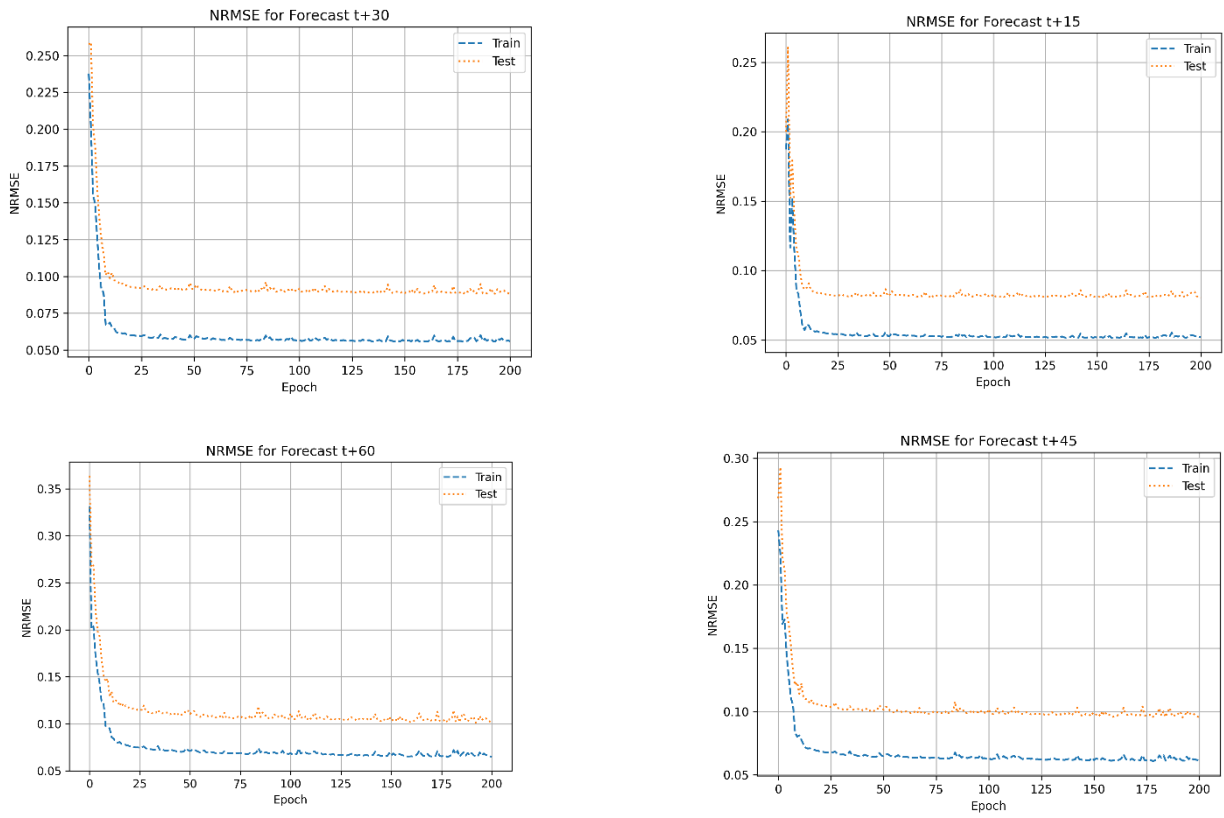 NRMSE for Forecast t+30
Train
Test
0.250
0.225
0.200
0.175
0.150
0.125
0.100
0.075
0.050
NRMSE
0 25 50 75 100 125 150 175 200
Epoch
NRMSE for Forecast t+15
Train
Test
0.25
0.20
0.15
0.10
0.05
NRMSE
0 25 50 75 100 125 150 175 200
Epoch
NRMSE for Forecast t+60
Train
Test
0.35
0.30
0.25
0.20
0.15
0.10
0.05
NRMSE
0 25 50 75 100 125 150 175 200
Epoch
NRMSE for Forecast t+45
Train
Test
0.30
0.25
0.20
0.15
0.10
0.05
NRMSE
0 25 50 75 100 125 150 175 200
Epoch